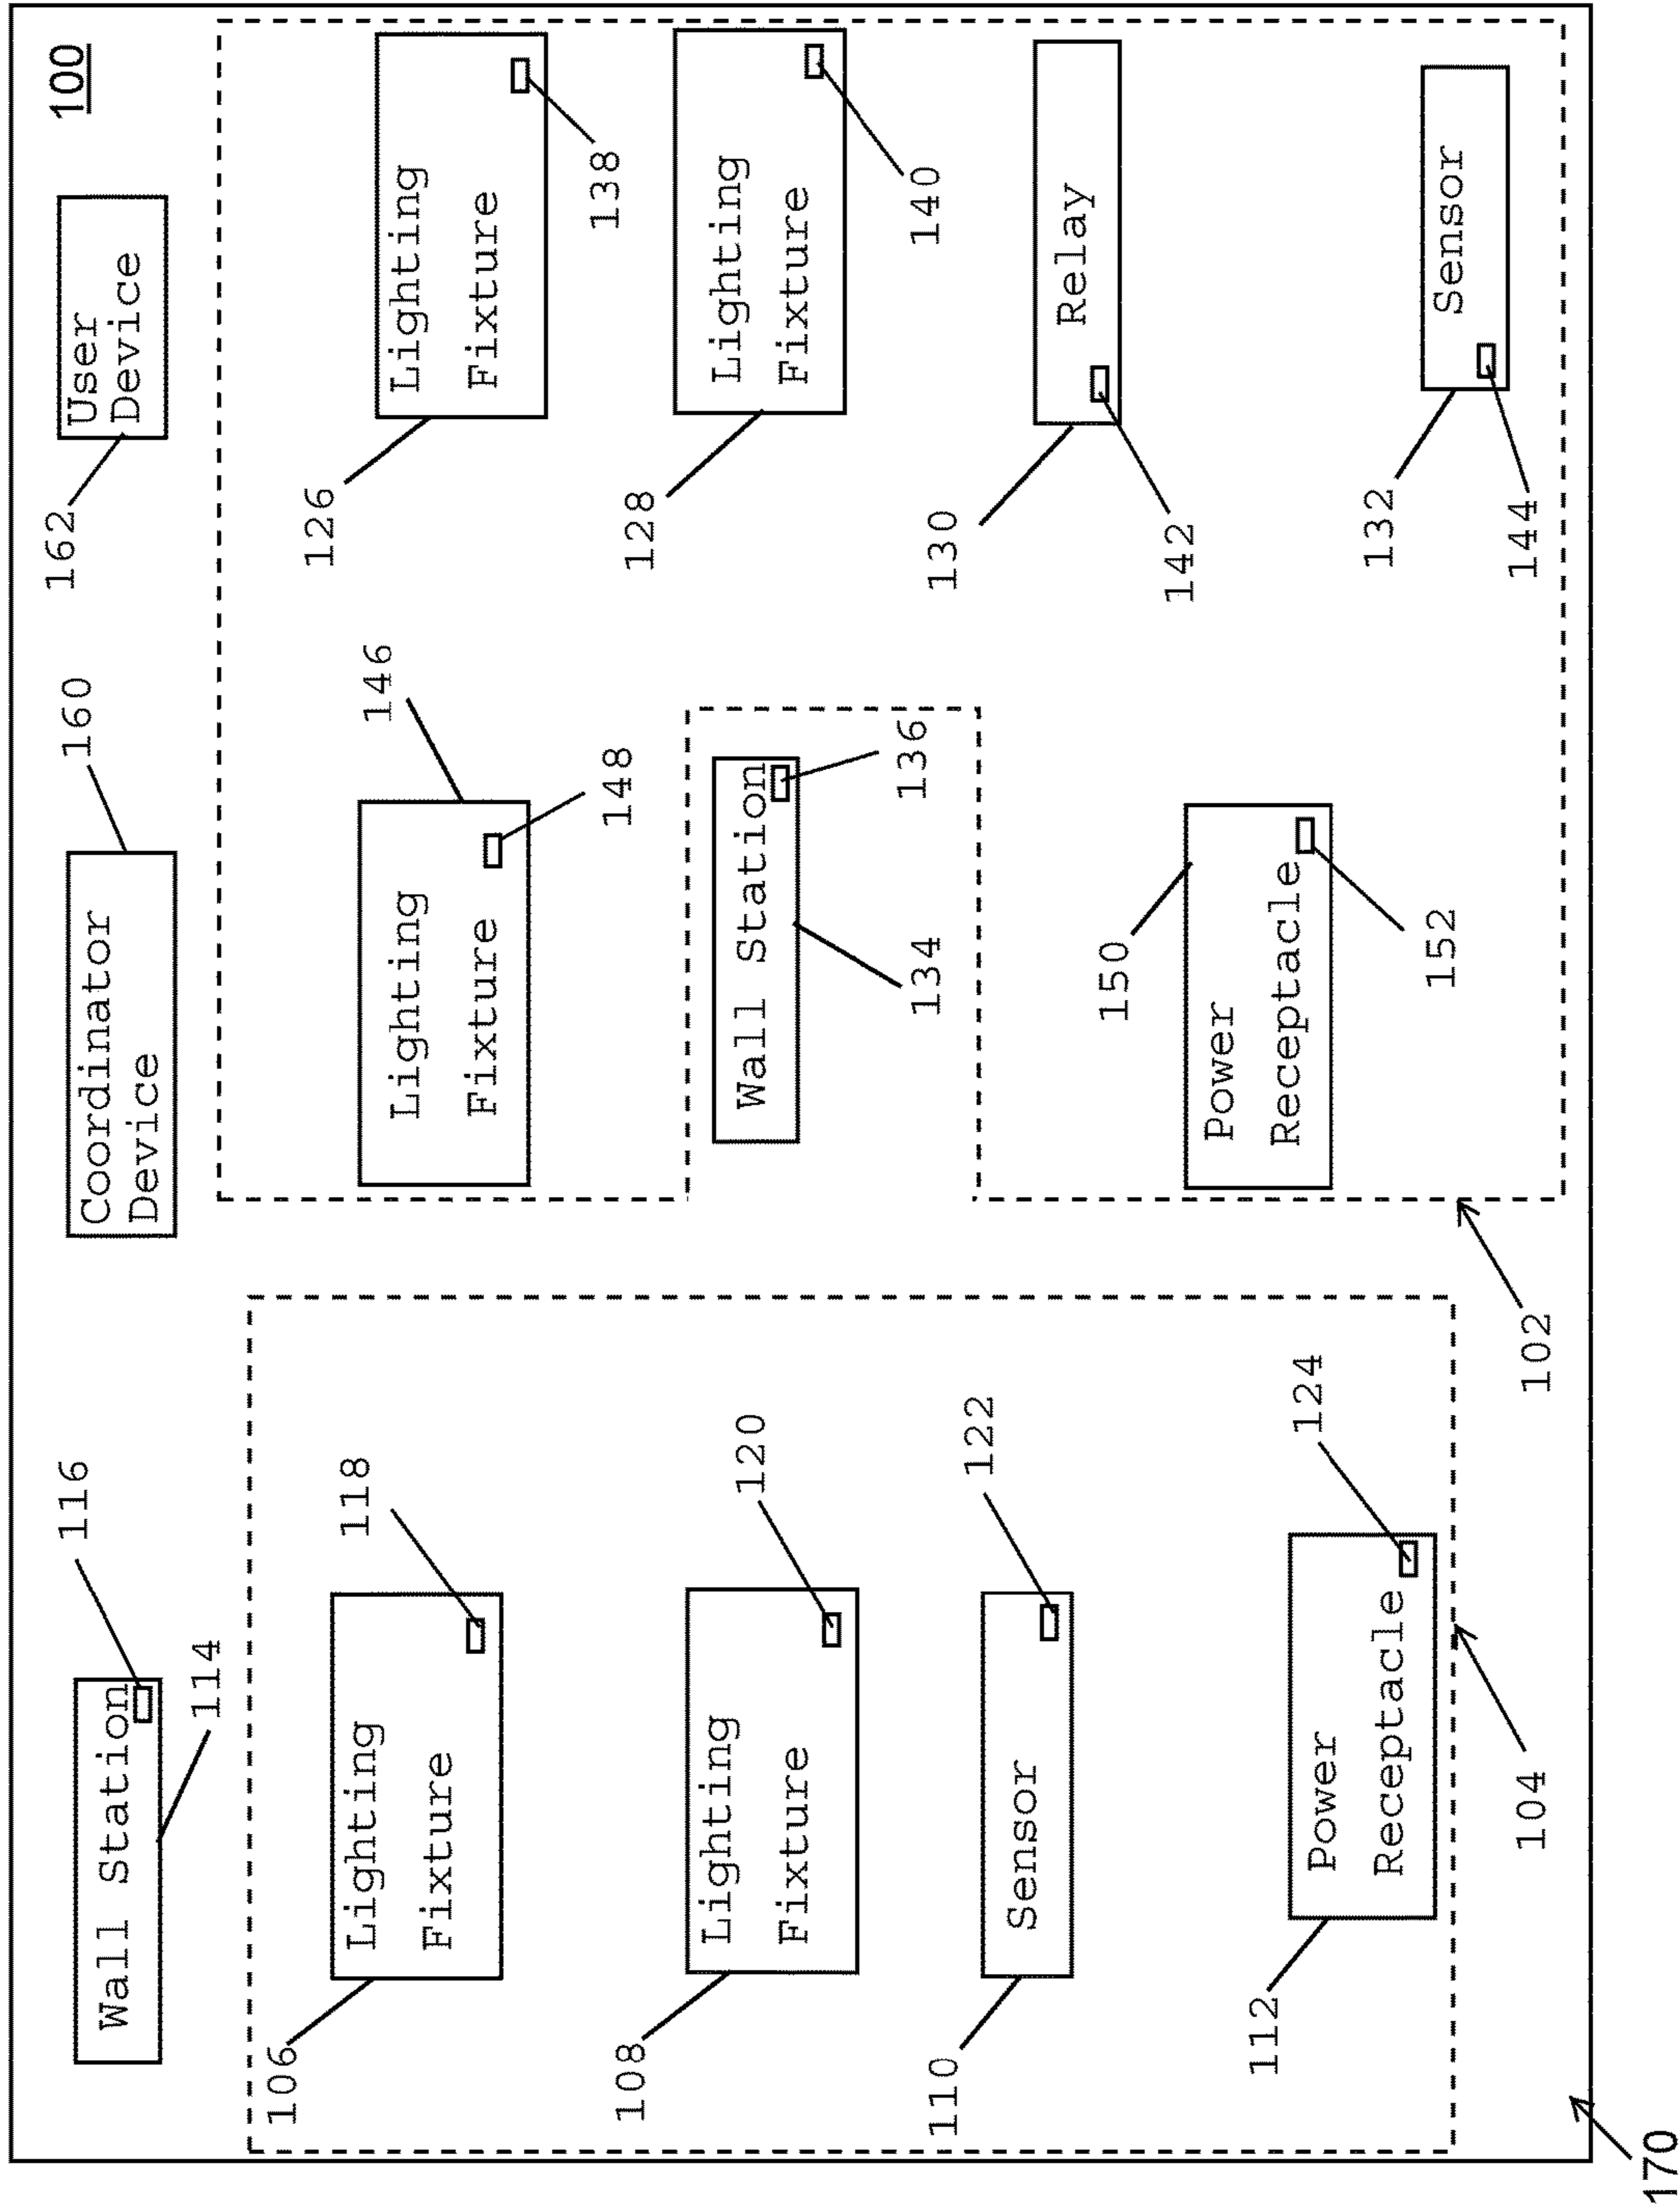 100
Wall Station
116
114
Coordinator
Device
160
User
Device
162
106
Lighting
Fixture
118
108
Lighting
Fixture
120
110
Sensor
122
112
Power
Receptacle
124
104
Lighting
Fixture
146
148
Wall Station
136
134
150
Power
Receptacle
152
102
126
Lighting
Fixture
138
128
Lighting
Fixture
140
130
Relay
142
132
Sensor
144
170